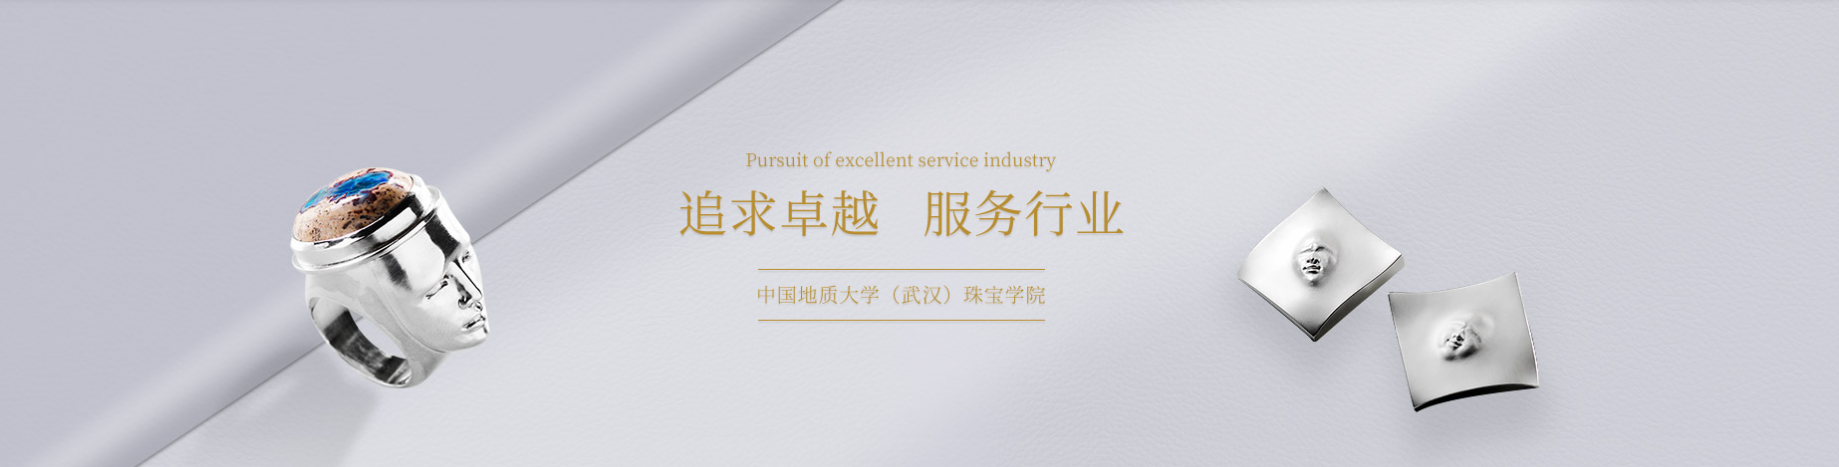 Pursuit of excellent service industry
追求卓越 服务行业
中国地质大学（武汉）珠宝学院